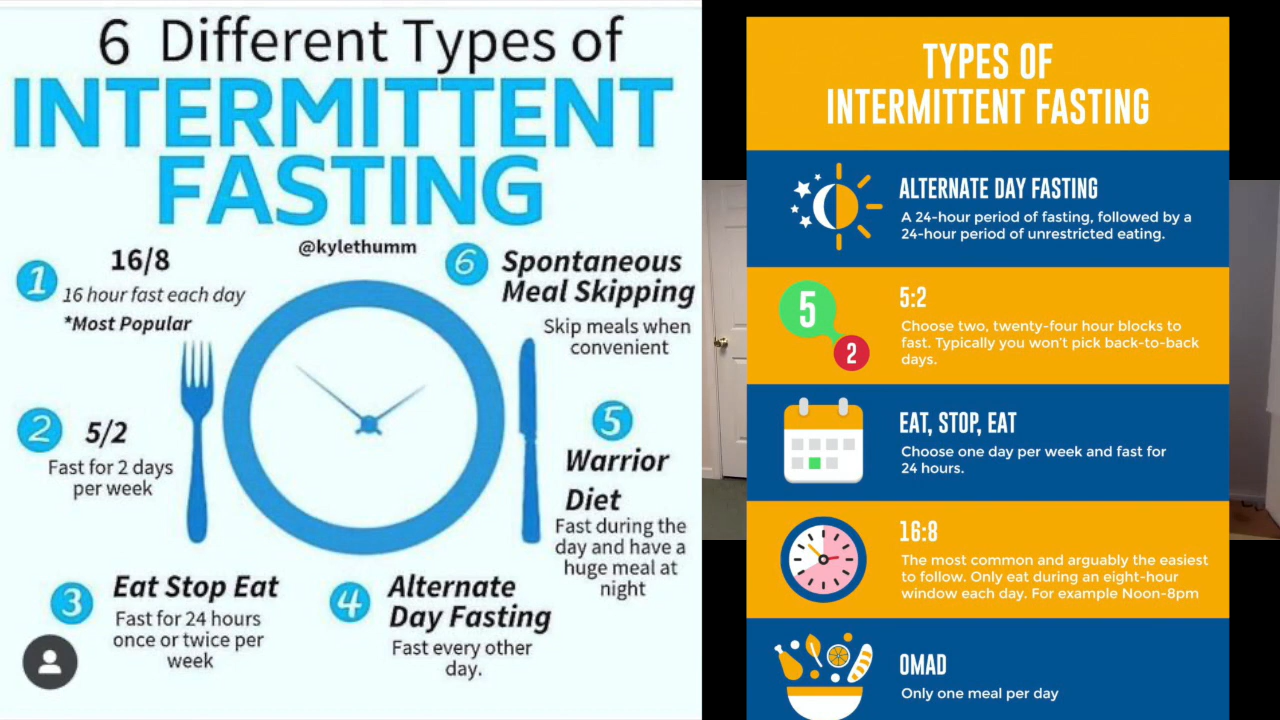 6 Different Types of
INTERMITTENT
FASTING
@kylethumm
1
16/8
16 hour fast each day
*Most Popular
2
5/2
Fast for 2 days
per week
3
Eat Stop Eat
Fast for 24 hours
once or twice per
week
4
Alternate
Day Fasting
Fast every other
day.
5
Warrior
Diet
Fast during the
day and have a
huge meal at
night
6
Spontaneous
Meal Skipping
Skip meals when
convenient
TYPES OF
INTERMITTENT FASTING
ALTERNATE DAY FASTING
A 24-hour period of fasting, followed by a
24-hour period of unrestricted eating.
5
2
5:2
Choose two, twenty-four hour blocks to
fast. Typically you won't pick back-to-back
days.
EAT, STOP, EAT
Choose one day per week and fast for
24 hours.
16:8
The most common and arguably the easiest
to follow. Only eat during an eight-hour
window each day. For example Noon-8pm
OMAD
Only one meal per day